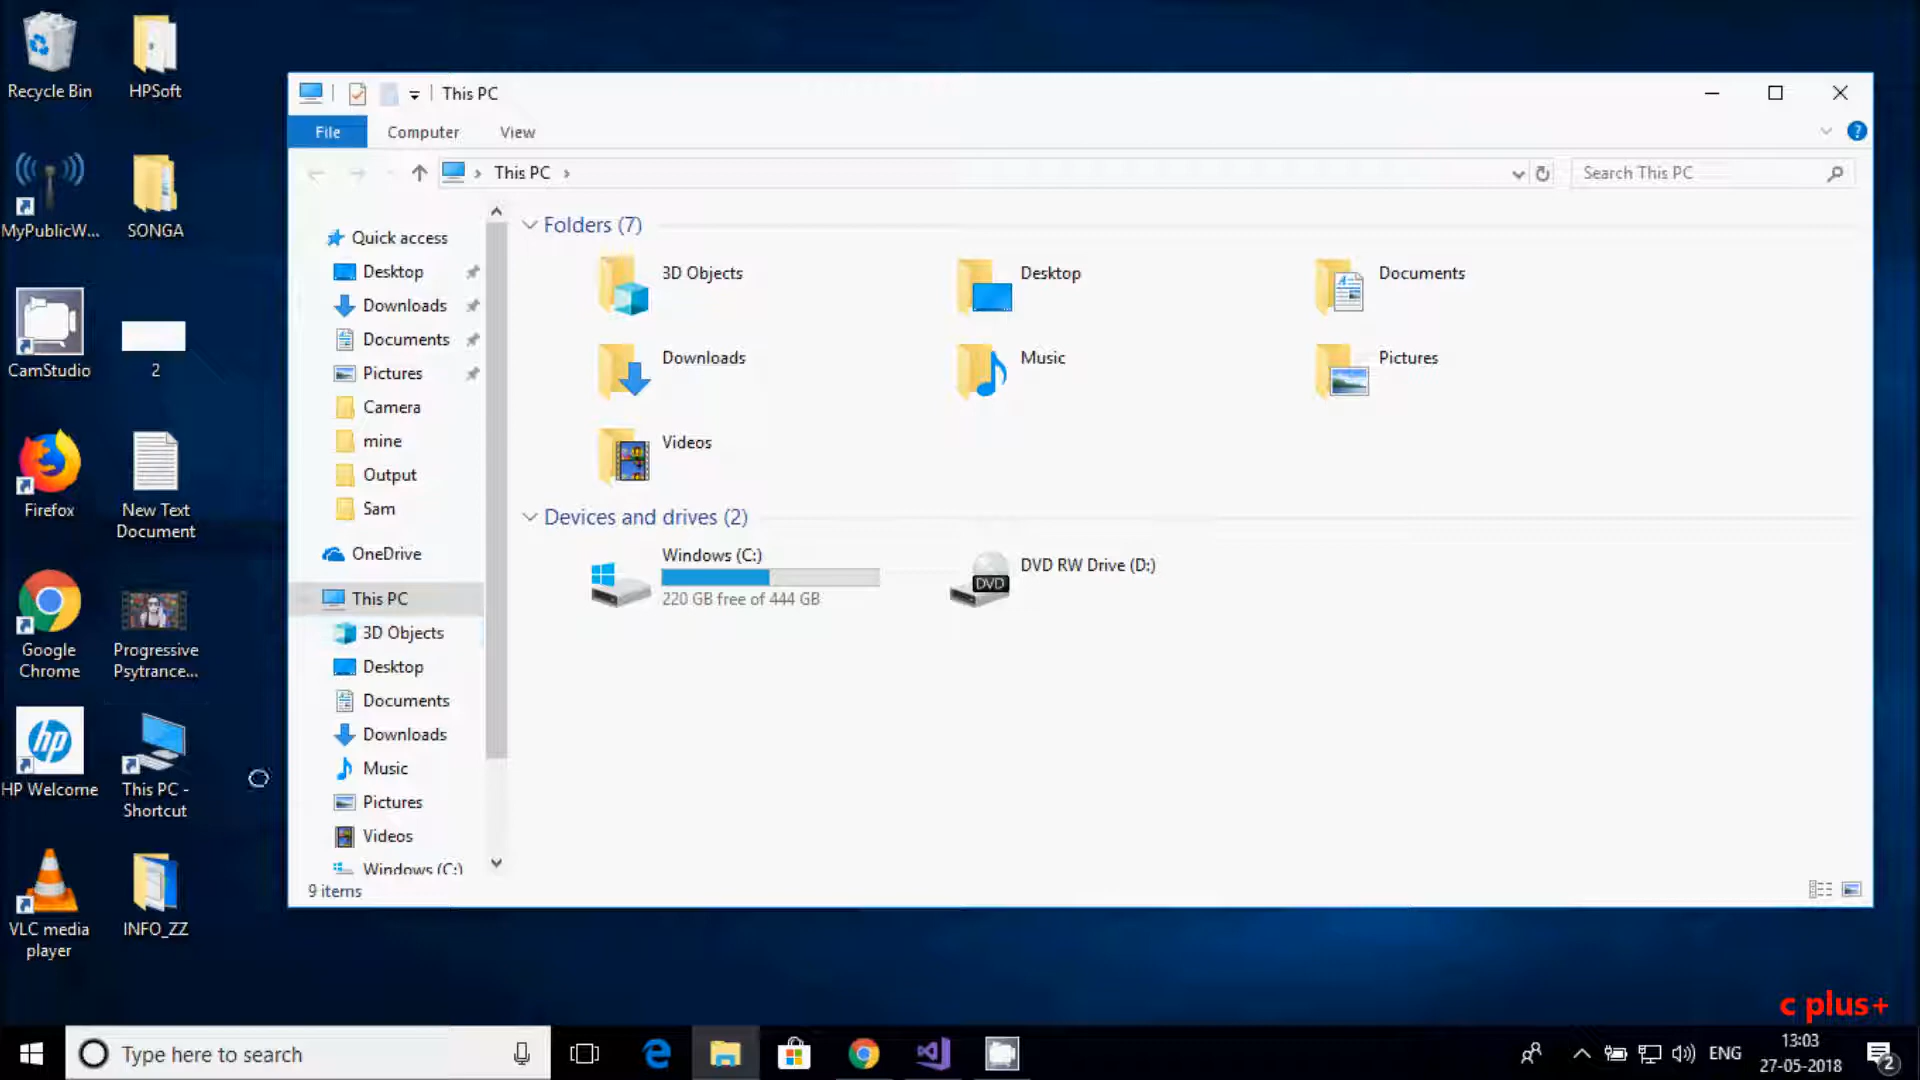 Recycle Bin
HPSoft
MyPublicW...
SONGA
CamStudio
2
Firefox
New Text
Document
Google
Chrome
Progressive
Psytrance...
HP Welcome
This PC -
Shortcut
VLC media
player
INFO_ZZ
This PC
File
Computer
View
This PC
Search This PC
Quick access
Desktop
Downloads
Documents
Pictures
Camera
mine
Output
Sam
OneDrive
This PC
3D Objects
Desktop
Documents
Downloads
Music
Pictures
Videos
Windows (C:)
Folders (7)
3D Objects
Desktop
Documents
Downloads
Music
Pictures
Videos
Devices and drives (2)
Windows (C:)
220 GB free of 444 GB
DVD RW Drive (D:)
DVD
9 items
c plus+
Type here to search
ENG
13:03
27-05-2018
2